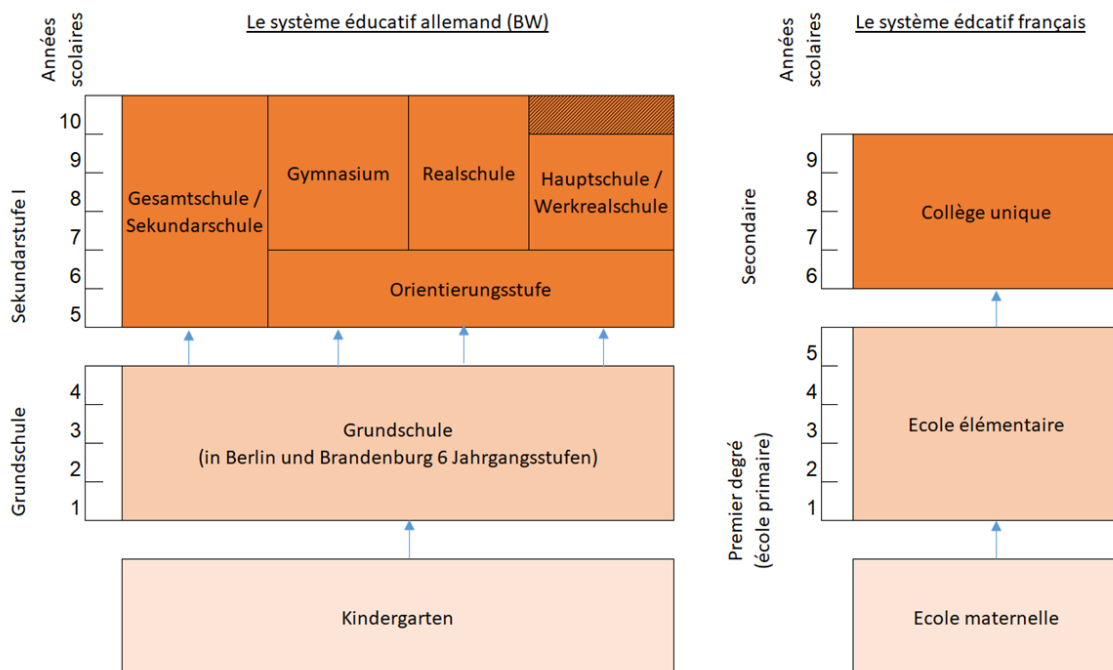 Le système éducatif allemand (BW)
Années
scolaires
10
9
8
7
6
5
4
3
2
1
Sekundarstufe I
Grundschule
Gesamtschule /
Sekundarschule
Gymnasium
Realschule
Hauptschule /
Werkrealschule
Orientierungsstufe
Grundschule
(in Berlin und Brandenburg 6 Jahrgangsstufen)
Kindergarten
Le système édcatif français
Années
scolaires
9
8
7
6
5
4
3
2
1
Secondaire
Premier degré
(école primaire)
Collège unique
Ecole élémentaire
Ecole maternelle